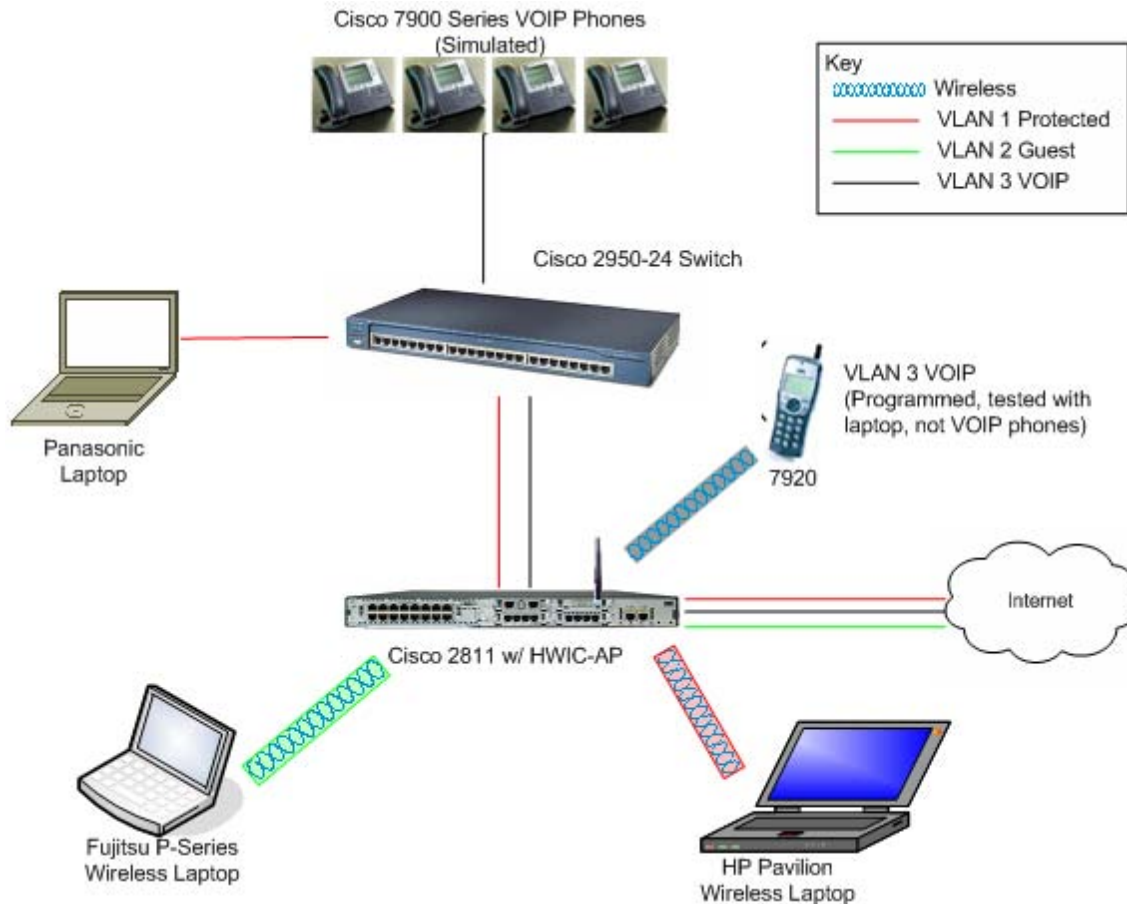 Cisco 7900 Series VOIP Phones
(Simulated)
Key
Wireless
VLAN 1 Protected
VLAN 2 Guest
VLAN 3 VOIP
Cisco 2950-24 Switch
Panasonic
Laptop
VLAN 3 VOIP
(Programmed, tested with
laptop, not VOIP phones)
7920
Internet
Cisco 2811 w/ HWIC-AP
Fujitsu P-Series
Wireless Laptop
HP Pavilion
Wireless Laptop